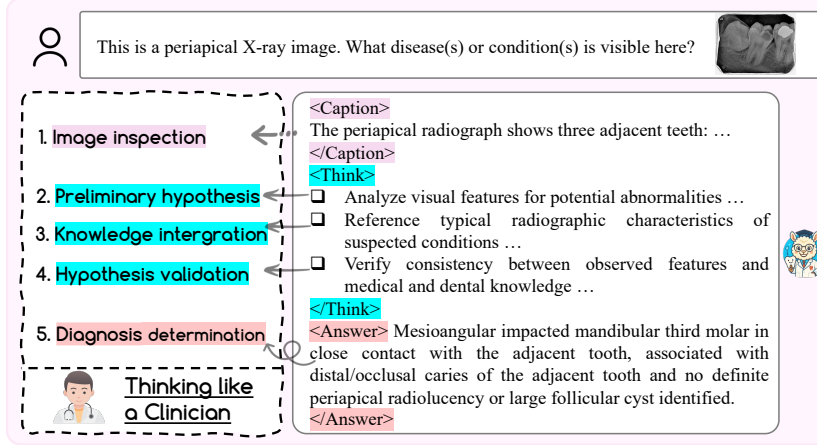 This is a periapical X-ray image. What disease(s) or condition(s) is visible here?
1. Image inspection
2. Preliminary hypothesis
3. Knowledge intergration
4. Hypothesis validation
5. Diagnosis determination
Thinking like
a Clinician
<Caption>
The periapical radiograph shows three adjacent teeth: …
</Caption>
<Think>
❑ Analyze visual features for potential abnormalities …
❑ Reference typical radiographic characteristics of
suspected conditions …
❑ Verify consistency between observed features and
medical and dental knowledge …
</Think>
<Answer> Mesioangular impacted mandibular third molar in
close contact with the adjacent tooth, associated with
distal/occlusal caries of the adjacent tooth and no definite
periapical radiolucency or large follicular cyst identified.
</Answer>